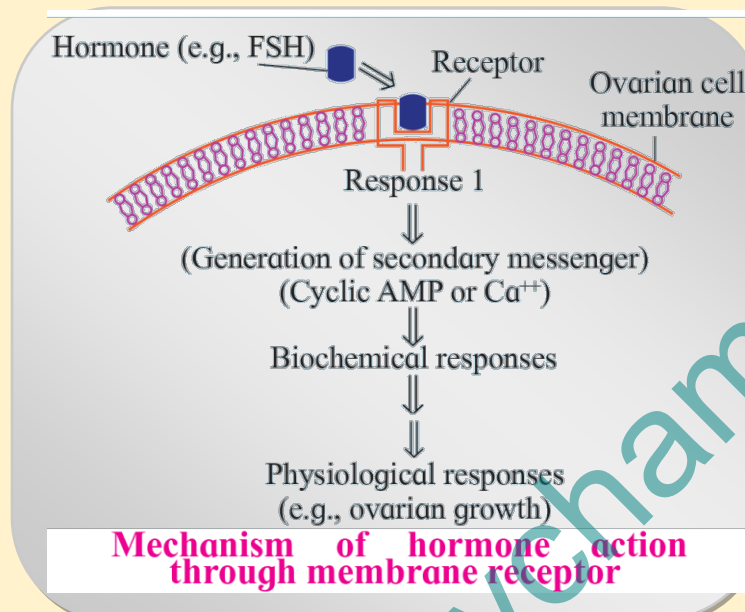 Hormone (e.g., FSH)
Receptor
Ovarian cell
membrane
Response 1
(Generation of secondary messenger)
(Cyclic AMP or Ca⁺⁺)
Biochemical responses
Physiological responses
(e.g., ovarian growth)
Mechanism of hormone action
through membrane receptor